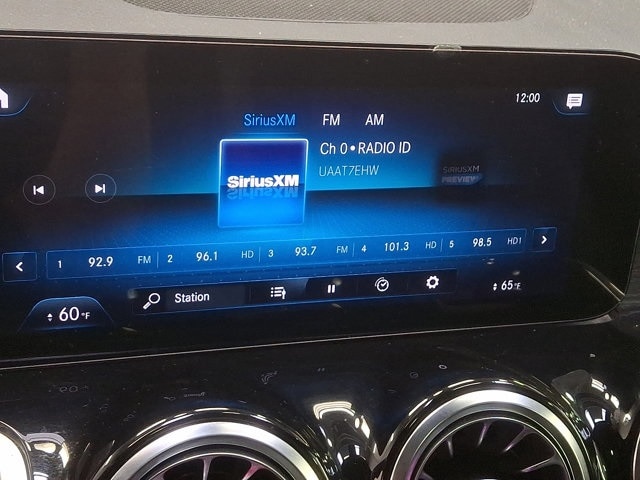 12:00
SiriusXM FM AM
Ch 0 • RADIO ID
UAAT7EHW
SiriusXM
SIRIUSXM
PREVIEW
1 92.9 FM 2 96.1 HD 3 93.7 FM 4 101.3 HD 5 98.5 HD1
Station
60°F
65°F